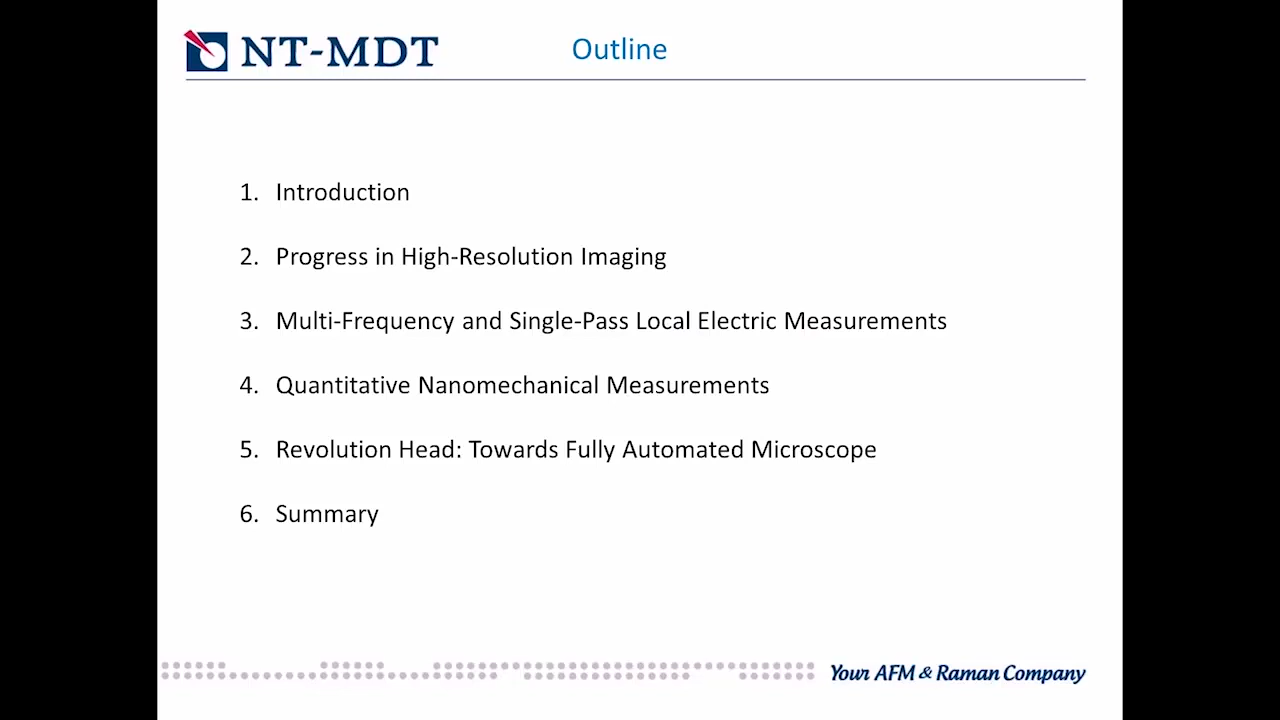 NT-MDT
Outline
1. Introduction
2. Progress in High-Resolution Imaging
3. Multi-Frequency and Single-Pass Local Electric Measurements
4. Quantitative Nanomechanical Measurements
5. Revolution Head: Towards Fully Automated Microscope
6. Summary
Your AFM & Raman Company